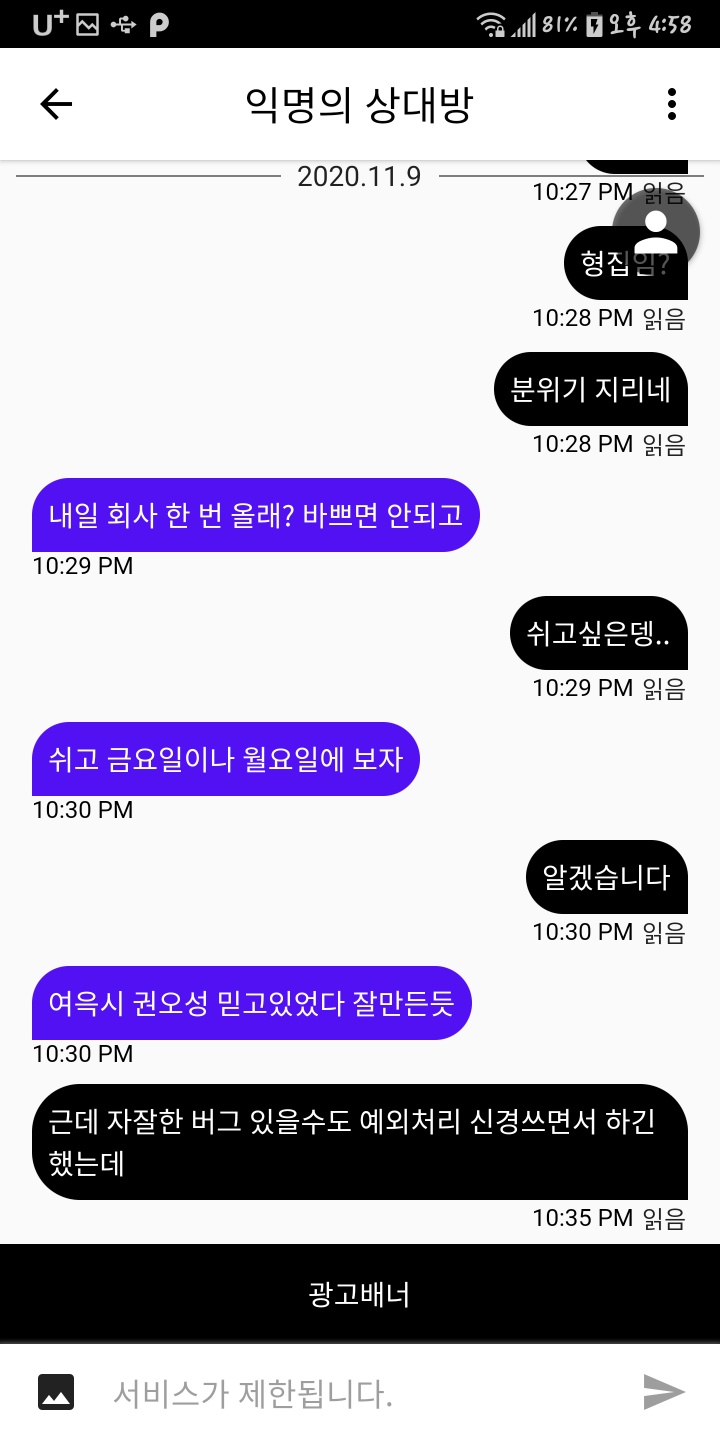 U+ 81% 오후 4:58
익명의 상대방
2020.11.9
10:27 PM 읽음
형집임?
10:28 PM 읽음
분위기 지리네
10:28 PM 읽음
내일 회사 한 번 올래? 바쁘면 안되고
10:29 PM
쉬고싶은뎅..
10:29 PM 읽음
쉬고 금요일이나 월요일에 보자
10:30 PM
알겠습니다
10:30 PM 읽음
여윽시 권오성 믿고있었다 잘만든듯
10:30 PM
근데 자잘한 버그 있을수도 예외처리 신경쓰면서 하긴
했는데
10:35 PM 읽음
광고배너
서비스가 제한됩니다.